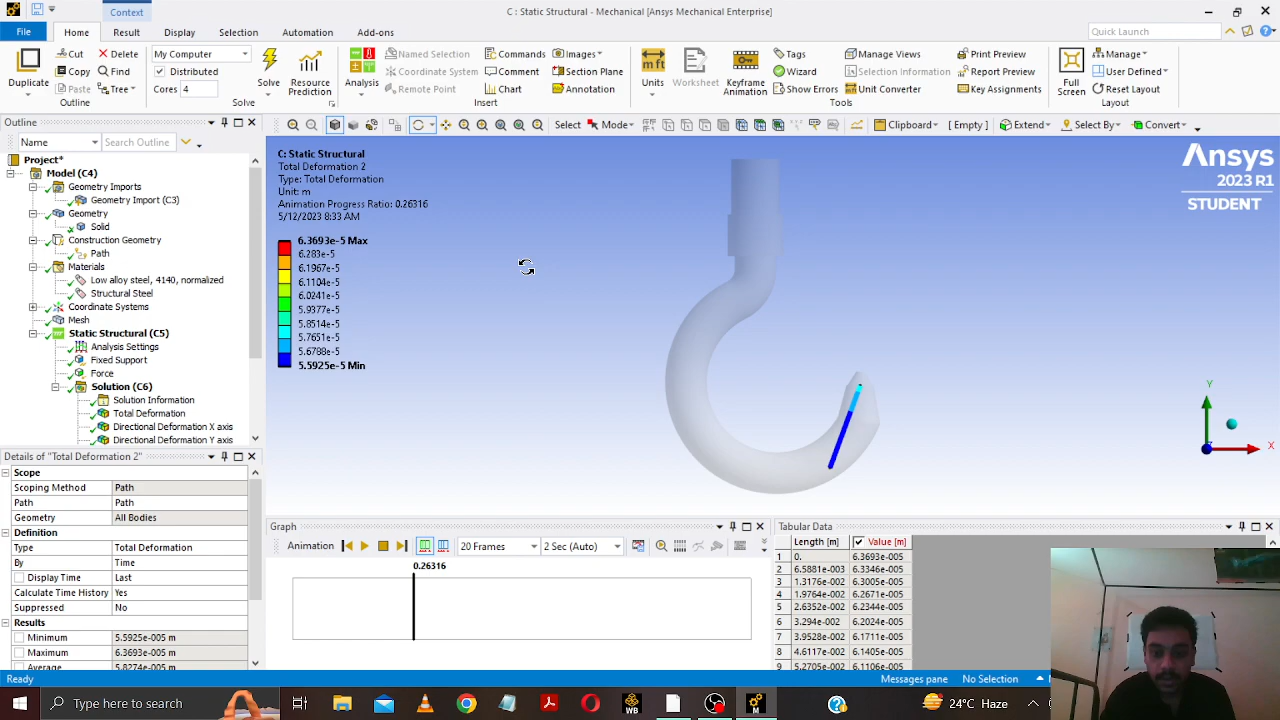 Context
C : Static Structural - Mechanical [Ansys Mechanical Enterprise]
File Home Result Display Selection Automation Add-ons Quick Launch
Duplicate Cut Delete My Computer Solve Resource Prediction Analysis Named Selection Commands Images Units Worksheet Keyframe Animation Tags Manage Views Print Preview Full Screen Manage
Copy Find Distributed Coordinate System Comment Section Plane Wizard Selection Information Report Preview User Defined
Paste Tree Cores 4 Remote Point Chart Annotation Show Errors Unit Converter Key Assignments Reset Layout
Outline Solve Insert Tools Layout
Outline
Name Search Outline
Select Mode Clipboard [ Empty ] Extend Select By Convert
Project*
Model (C4)
Geometry Imports
Geometry Import (C3)
Geometry
Solid
Construction Geometry
Path
Materials
Low alloy steel, 4140, normalized
Structural Steel
Coordinate Systems
Mesh
Static Structural (C5)
Analysis Settings
Fixed Support
Force
Solution (C6)
Solution Information
Total Deformation
Directional Deformation X axis
Directional Deformation Y axis
C: Static Structural
Total Deformation 2
Type: Total Deformation
Unit: m
Animation Progress Ratio: 0.26316
5/12/2023 8:33 AM
6.3693e-5 Max
6.283e-5
6.1967e-5
6.1104e-5
6.0241e-5
5.9377e-5
5.8514e-5
5.7651e-5
5.6788e-5
5.5925e-5 Min
Ansys
2023 R1
STUDENT
Y
X
Details of "Total Deformation 2"
Scope
Scoping Method Path
Path Path
Geometry All Bodies
Definition
Type Total Deformation
By Time
Display Time Last
Calculate Time History Yes
Suppressed No
Results
Minimum 5.5925e-005 m
Maximum 6.3693e-005 m
Average 5.8274e-005 m
Graph
Animation 20 Frames 2 Sec (Auto)
0.26316
Tabular Data
Length [m] Value [m]
1 0. 6.3693e-005
2 6.5881e-003 6.3346e-005
3 1.3176e-002 6.3005e-005
4 1.9764e-002 6.2671e-005
5 2.6352e-002 6.2344e-005
6 3.294e-002 6.2024e-005
7 3.9528e-002 6.1711e-005
8 4.6117e-002 6.1405e-005
9 5.2705e-002 6.1106e-005
Ready Messages pane No Selection
Type here to search WB M 24°C Haze